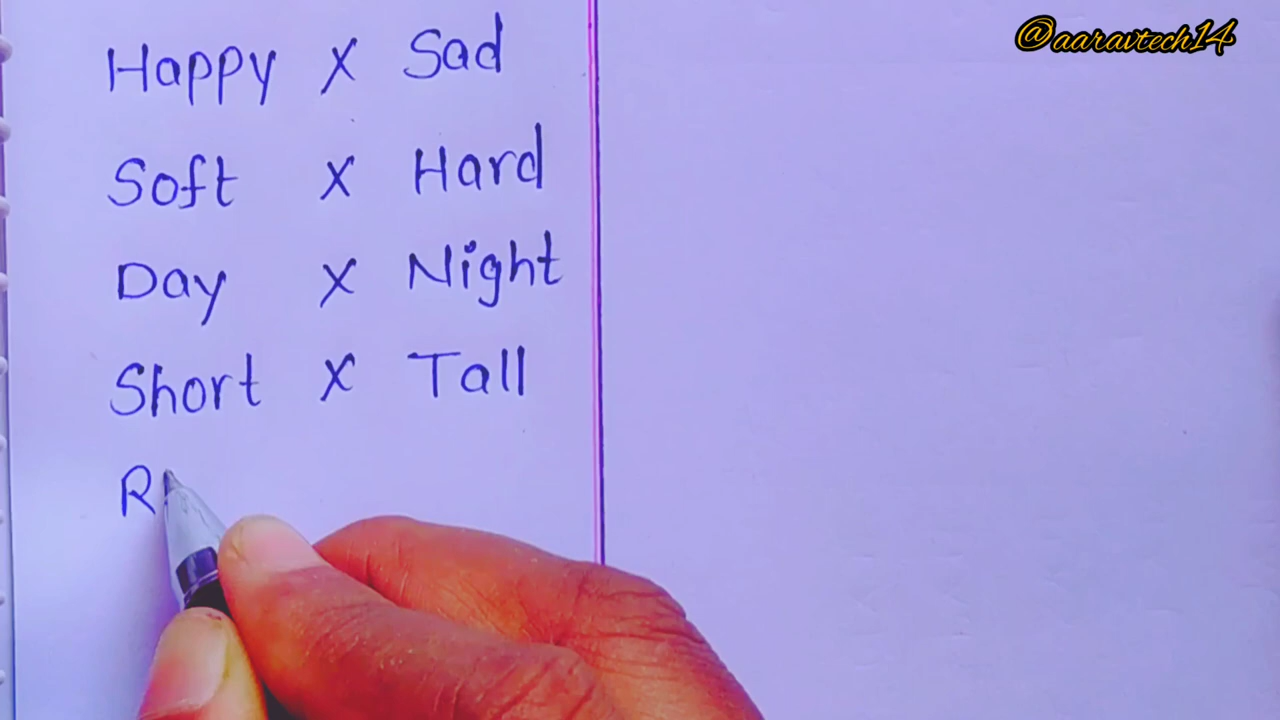 @aaravtech14
Happy X Sad
Soft X Hard
Day X Night
Short X Tall
R